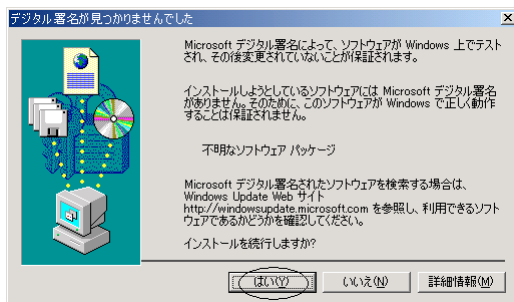 デジタル署名が見つかりませんでした
Microsoft デジタル署名によって、ソフトウェアが Windows 上でテスト
され、その後変更されていないことが保証されます。
インストールしようとしているソフトウェアには Microsoft デジタル署名
がありません。そのために、このソフトウェアが Windows で正しく動作
することは保証されません。
不明なソフトウェア パッケージ
Microsoft デジタル署名されたソフトウェアを検索する場合は、
Windows Update Web サイト
http://windowsupdate.microsoft.com を参照し、利用できるソフト
ウェアであるかどうかを確認してください。
インストールを続行しますか?
はい(Y) いいえ(N) 詳細情報(M)